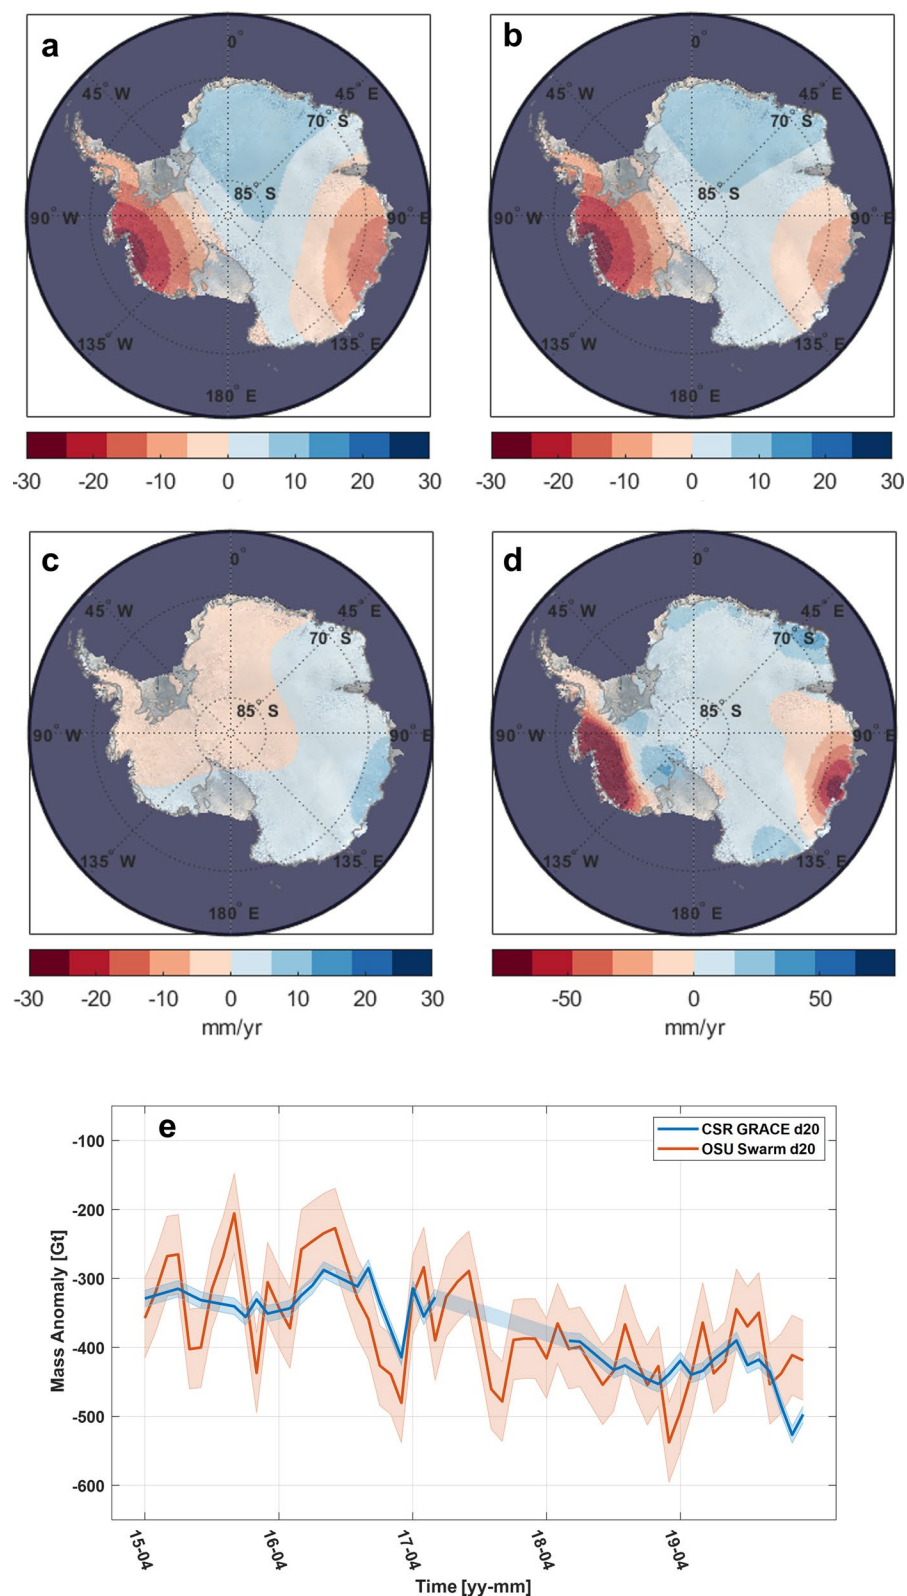 a
0°
45° W
45° E
70° S
85° S
90° W
90° E
135° W
135° E
180° E
-30 -20 -10 0 10 20 30
b
0°
45° W
45° E
70° S
85° S
90° W
90° E
135° W
135° E
180° E
-30 -20 -10 0 10 20 30
c
0°
45° W
45° E
70° S
85° S
90° W
90° E
135° W
135° E
180° E
-30 -20 -10 0 10 20 30
mm/yr
d
0°
45° W
45° E
70° S
85° S
90° W
90° E
135° W
135° E
180° E
-50 0 50
mm/yr
e
CSR GRACE d20
OSU Swarm d20
Mass Anomaly [Gt]
-100
-200
-300
-400
-500
-600
15-04 16-04 17-04 18-04 19-04
Time [yy-mm]